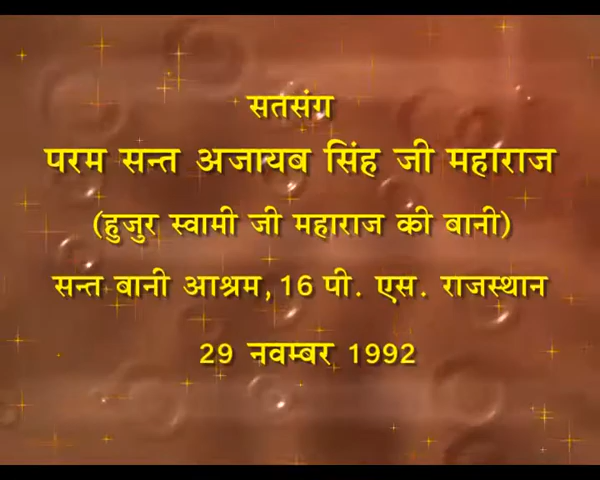 सतसंग
परम सन्त अजायब सिंह जी महाराज
(हुजुर स्वामी जी महाराज की बानी)
सन्त बानी आश्रम, 16 पी. एस. राजस्थान
29 नवम्बर 1992